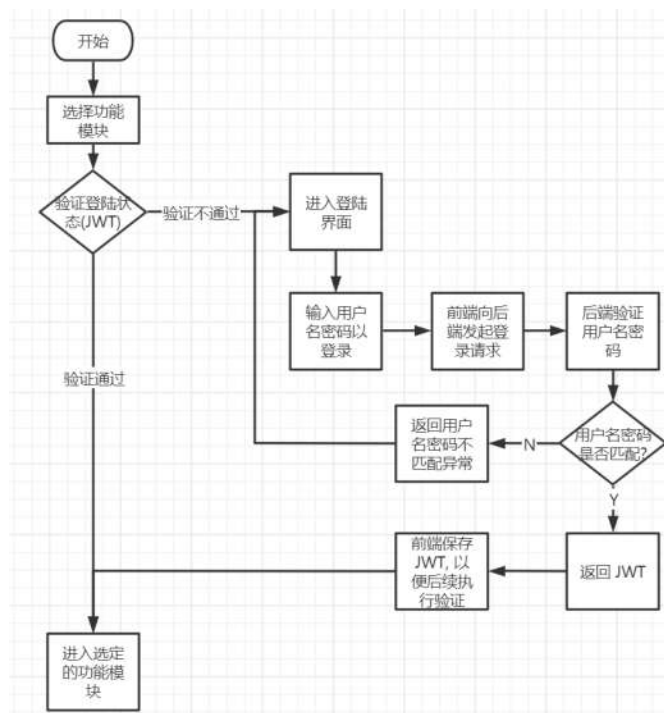 开始
选择功能
模块
验证登陆状
态(JWT)
验证不通过
进入登陆
界面
输入用户
名密码以
登录
前端向后
端发起登
录请求
后端验证
用户名密
码
验证通过
返回用户
名密码不
匹配异常
N
用户名密码
是否匹配?
Y
前端保存
JWT, 以
便后续执
行验证
返回 JWT
进入选定
的功能模
块